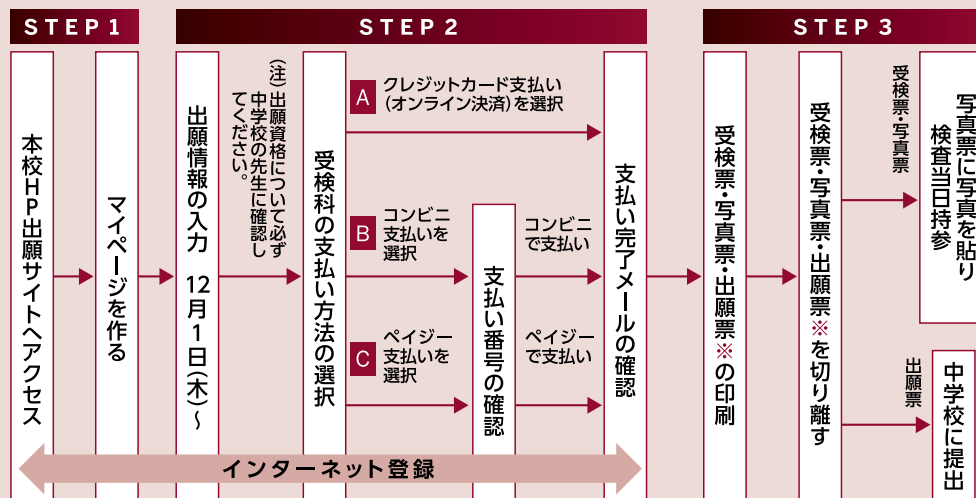 STEP 1
本校HP出願サイトへアクセス
マイページを作る
STEP 2
出願情報の入力 12月1日(木)〜
(注)出願資格について必ず
中学校の先生に確認し
てください。
受検科の支払い方法の選択
A
クレジットカード支払い
(オンライン決済)を選択
B
コンビニ
支払いを
選択
C
ペイジー
支払いを
選択
支払い番号の確認
コンビニ
で支払い
ペイジー
で支払い
支払い完了メールの確認
インターネット登録
STEP 3
受検票・写真票・出願票※の印刷
受検票・写真票・出願票※を切り離す
受検票・写真票
写真票に写真を貼り
検査当日持参
出願票
中学校に提出